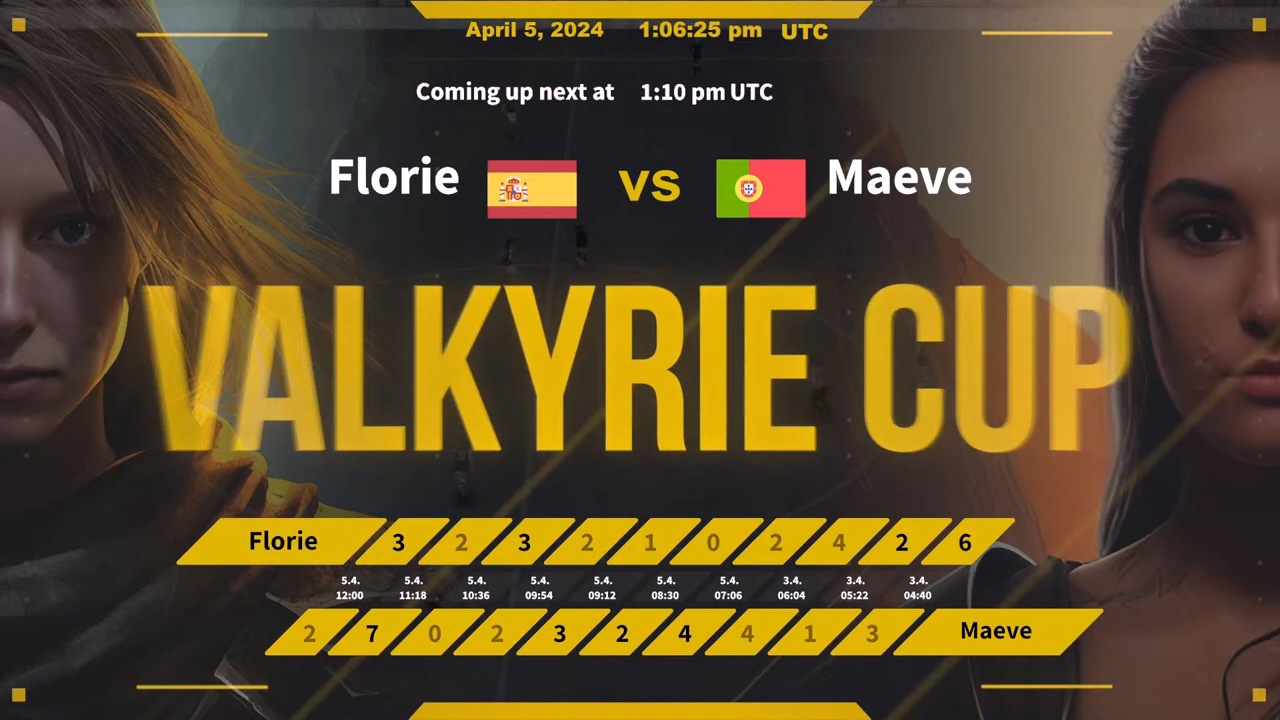 April 5, 2024 1:06:25 pm UTC
Coming up next at 1:10 pm UTC
Florie VS Maeve
VALKYRIE CUP
Florie 3 2 3 2 1 0 2 4 2 6
5.4. 5.4. 5.4. 5.4. 5.4. 5.4. 5.4. 3.4. 3.4. 3.4.
12:00 11:18 10:36 09:54 09:12 08:30 07:06 06:04 05:22 04:40
2 7 0 2 3 2 4 4 1 3 Maeve